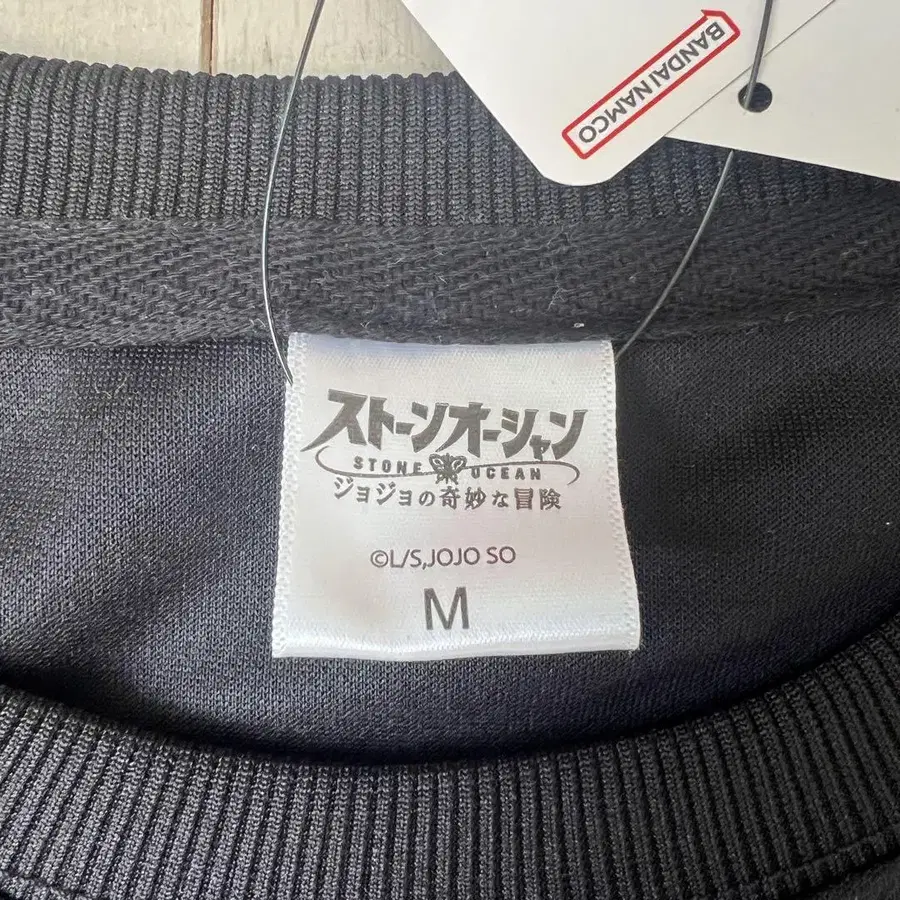 BANDAI NAMCO
ストーンオーシャン
STONE OCEAN
ジョジョの奇妙な冒険
©L/S,JOJO SO
M